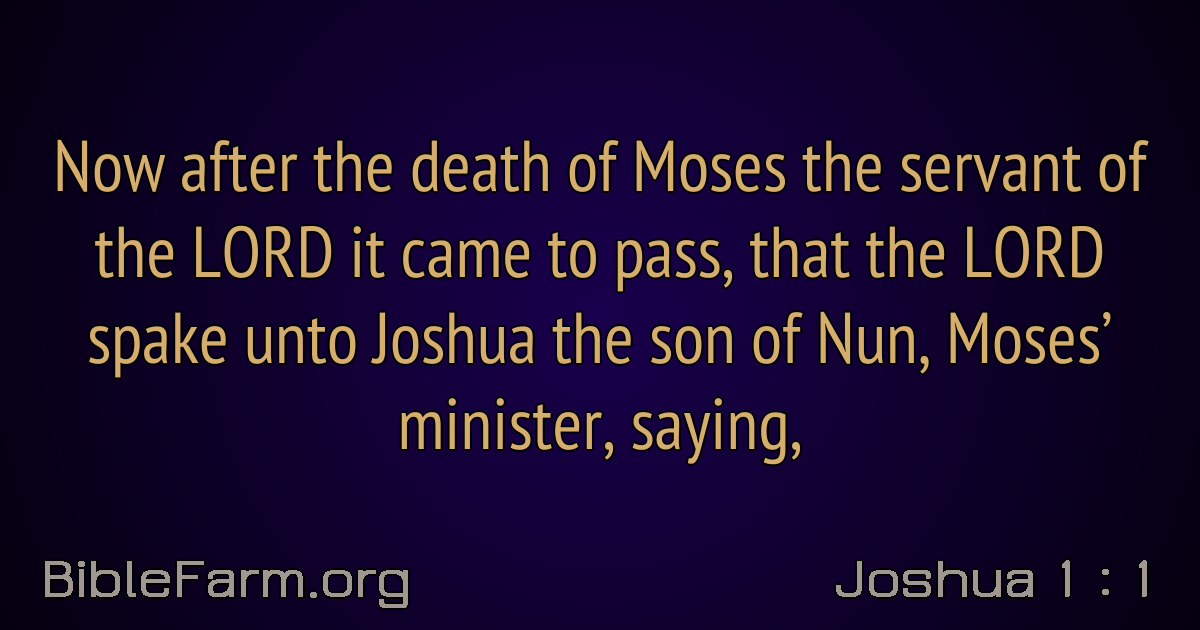 Now after the death of Moses the servant of
the LORD it came to pass, that the LORD
spake unto Joshua the son of Nun, Moses’
minister, saying,
BibleFarm.org
Joshua 1 : 1